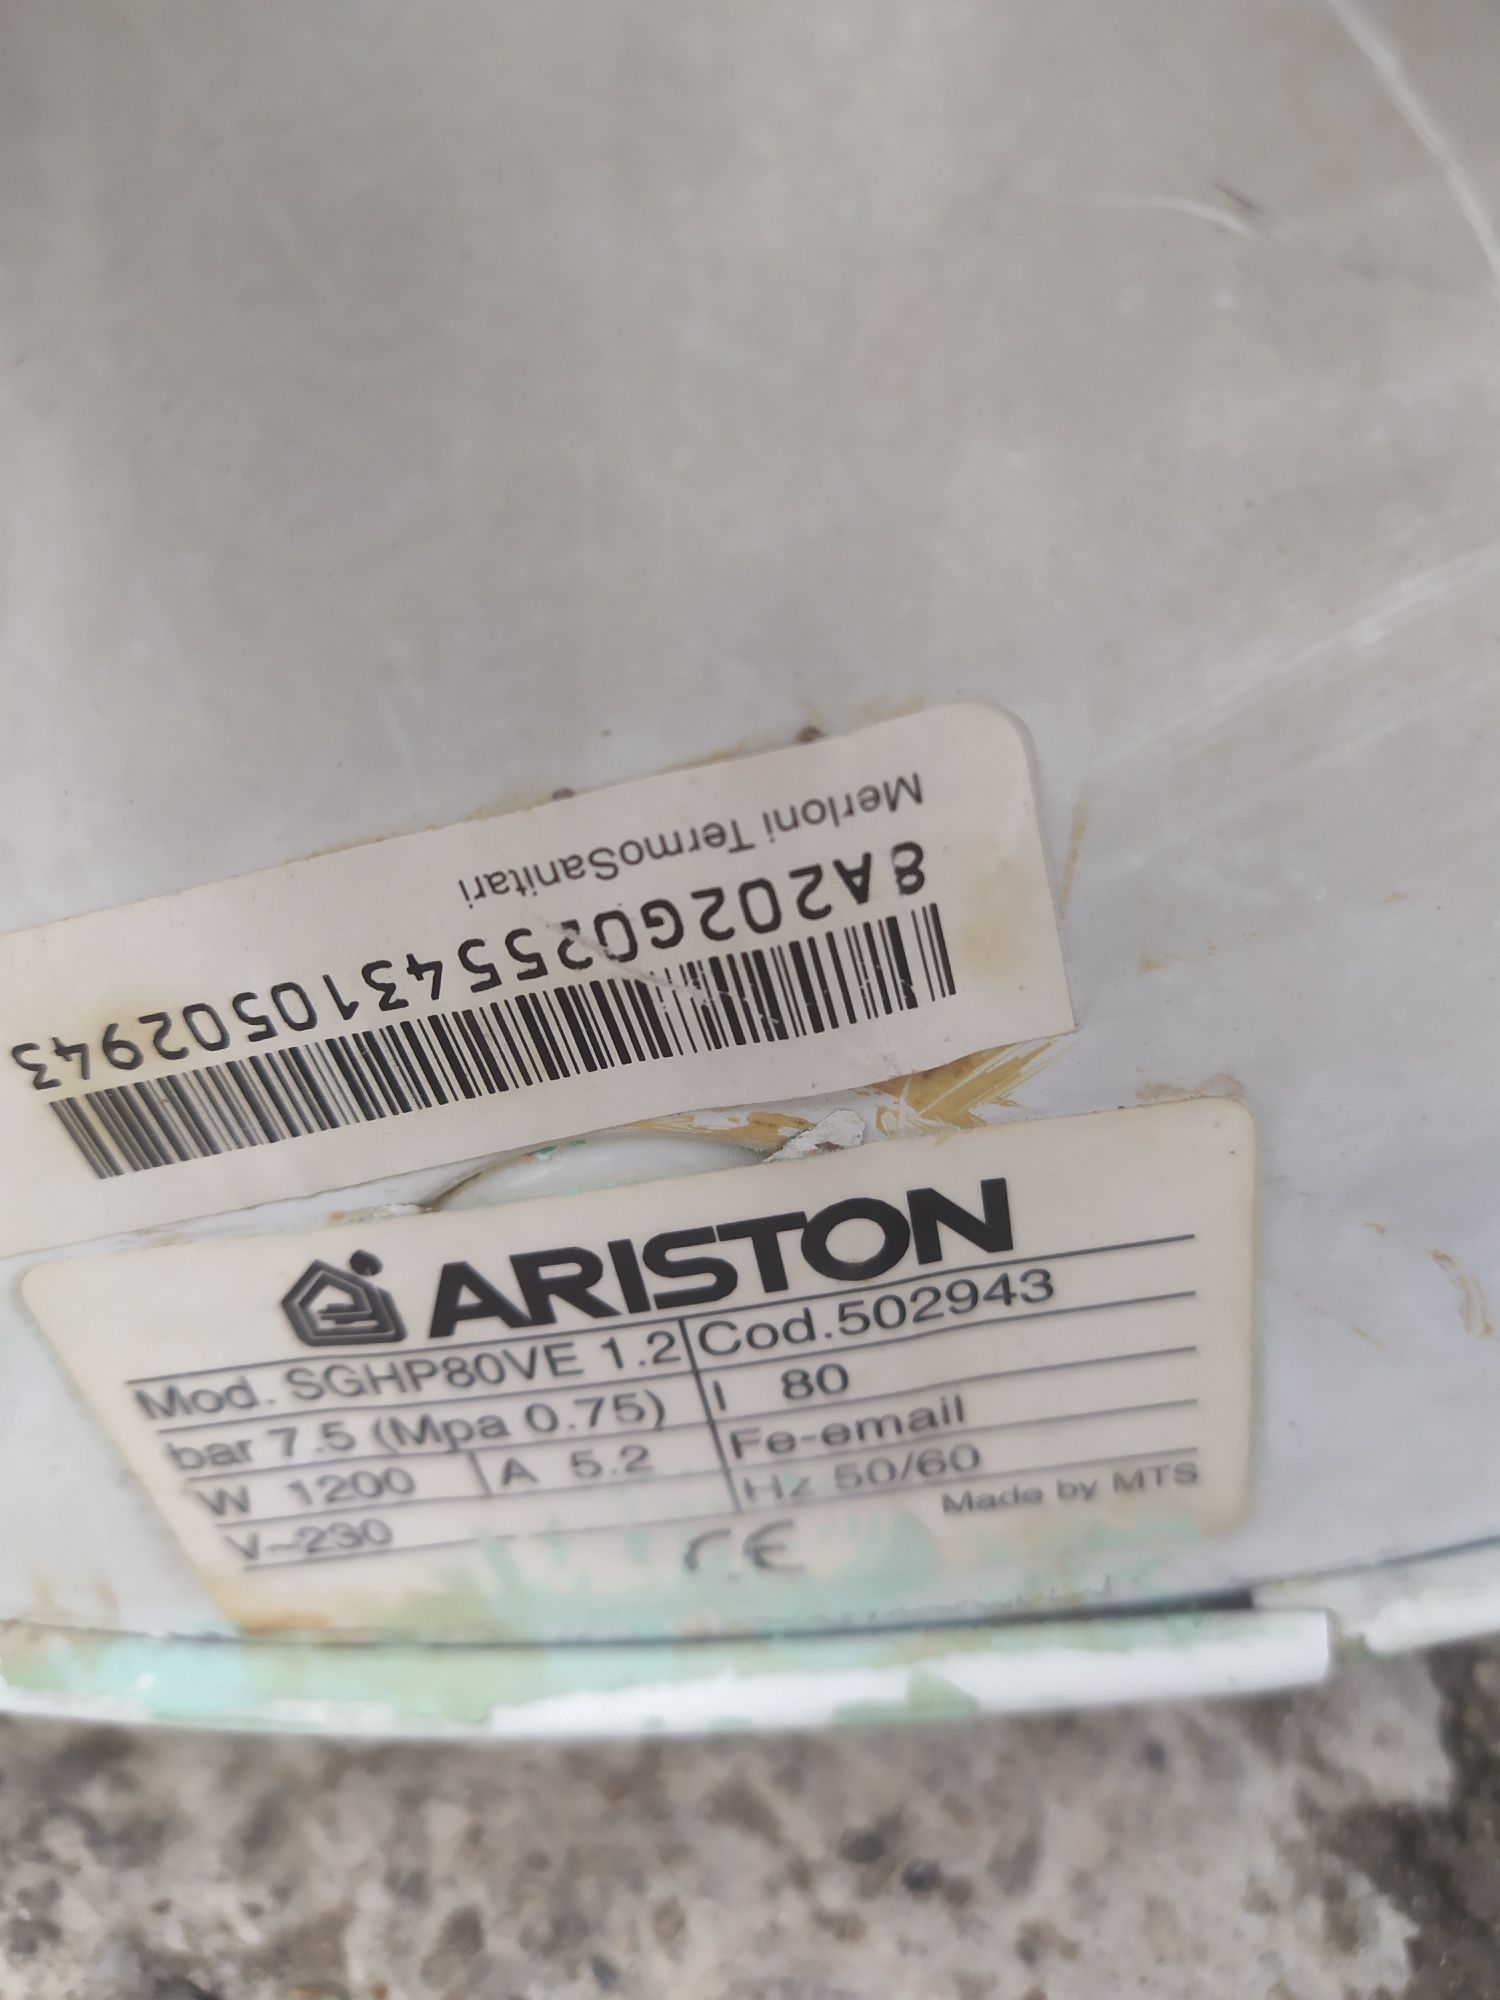 Merloni TermoSanitari
8A202G02554310502943
ARISTON
Mod. SGHP80VE 1.2 Cod.502943
bar 7.5 (Mpa 0.75) l 80
W 1200 A 5.2 Fe-email
V~230 Hz 50/60
CE Made by MTS